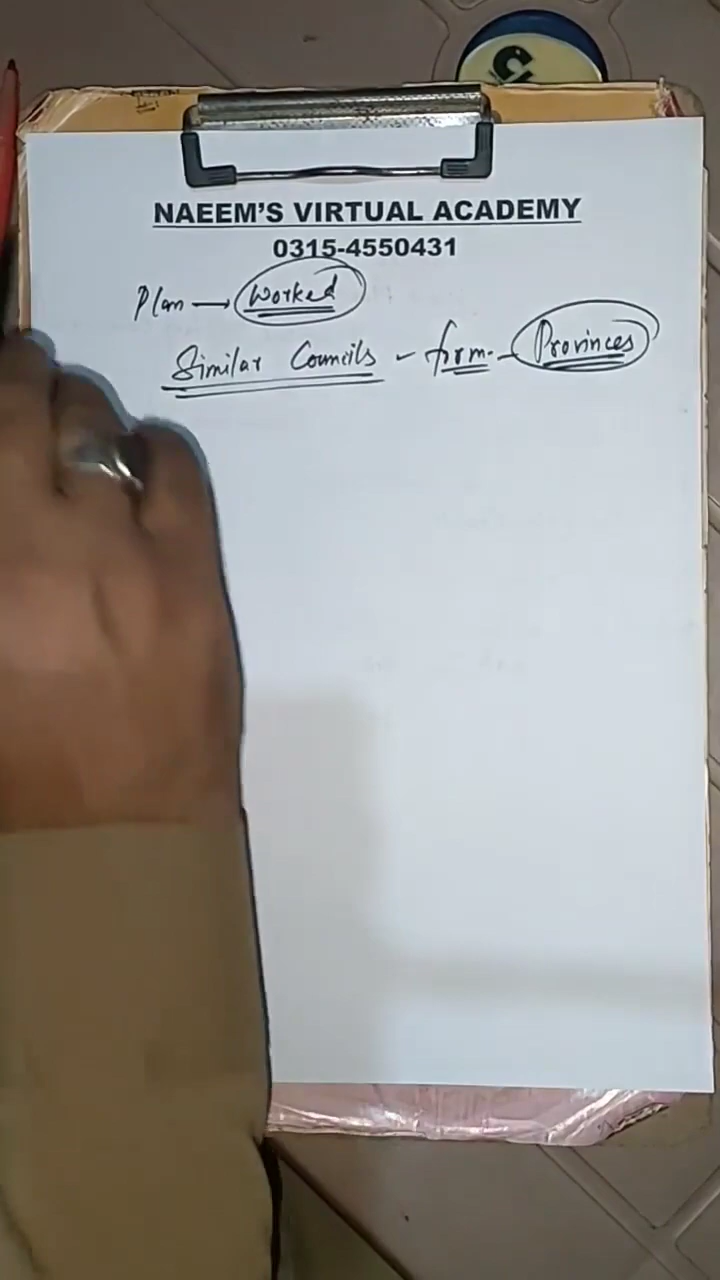 NAEEM'S VIRTUAL ACADEMY
0315-4550431
Plan → Worked
Similar Councils - form - Provinces